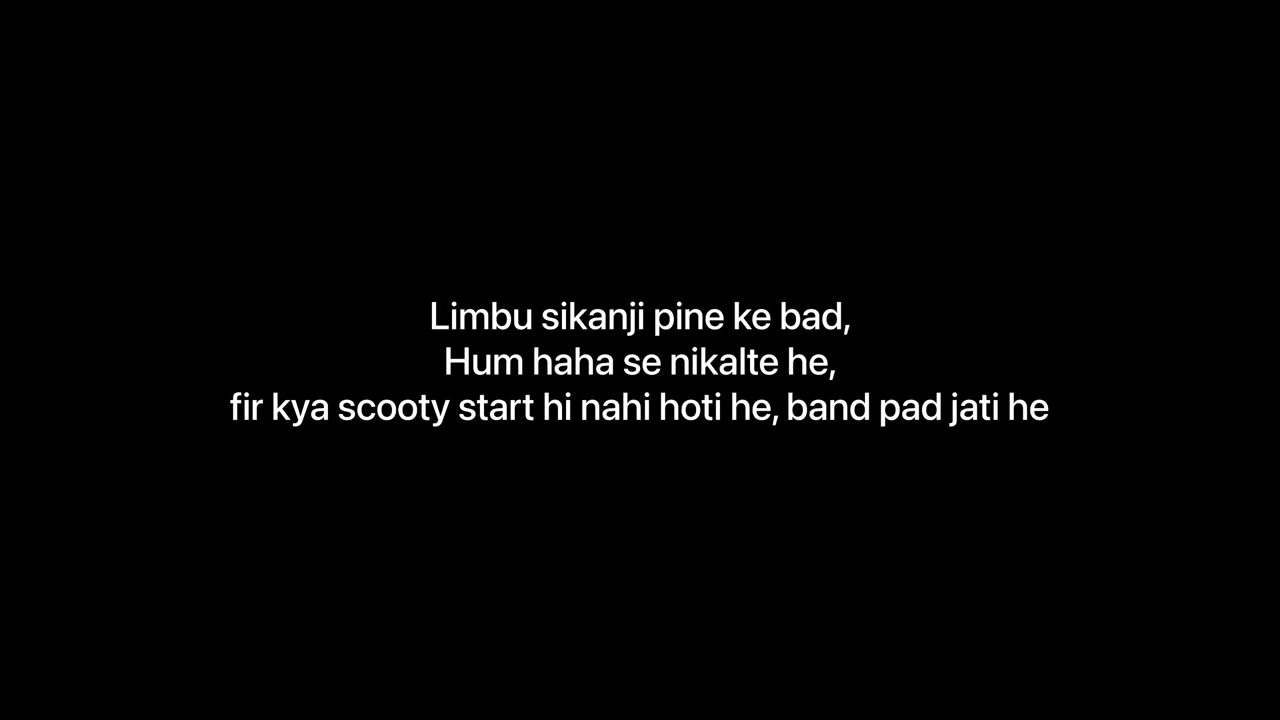 Limbu sikanji pine ke bad,
Hum haha se nikalte he,
fir kya scooty start hi nahi hoti he, band pad jati he